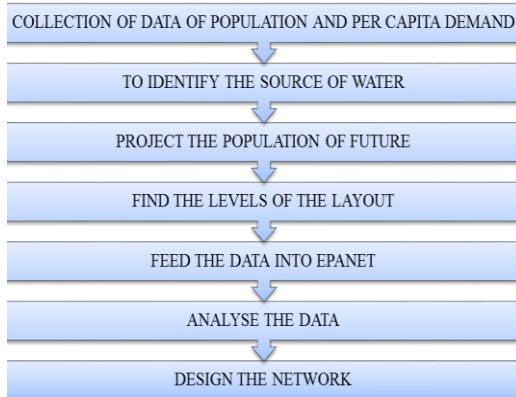 COLLECTION OF DATA OF POPULATION AND PER CAPITA DEMAND
TO IDENTIFY THE SOURCE OF WATER
PROJECT THE POPULATION OF FUTURE
FIND THE LEVELS OF THE LAYOUT
FEED THE DATA INTO EPANET
ANALYSE THE DATA
DESIGN THE NETWORK